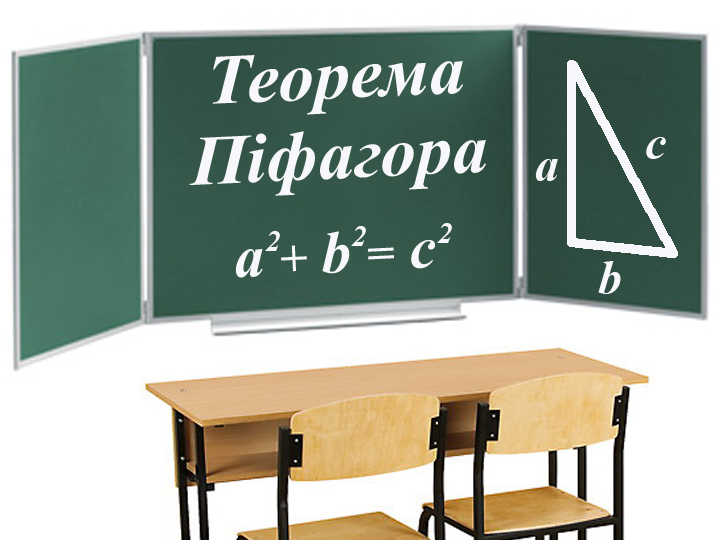 Теорема
Піфагора
a²+ b²= c²
a
c
b